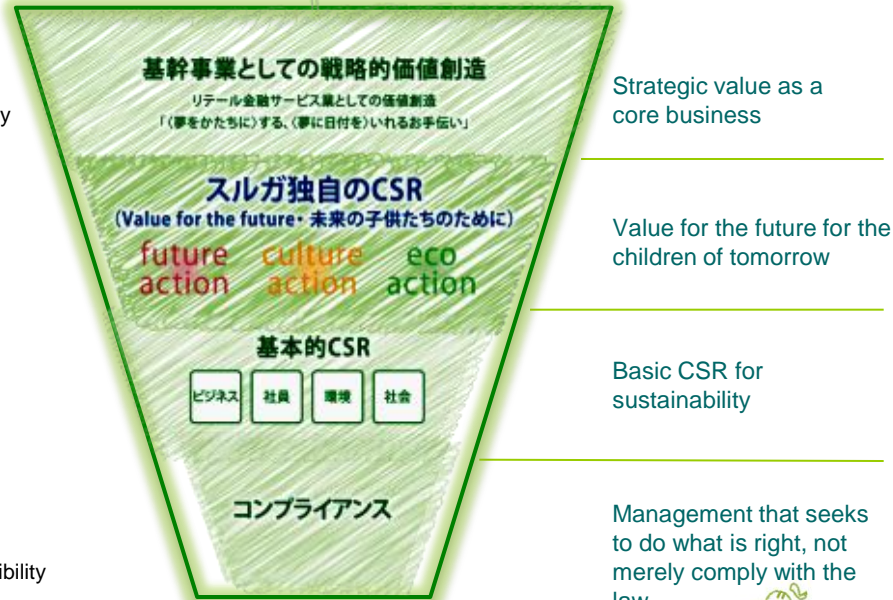 基幹事業としての戦略的価値創造
リテール金融サービス業としての価値創造
「〈夢をかたちに〉する、〈夢に日付を〉いれるお手伝い」
Strategic value as a
core business
スルガ独自のCSR
(Value for the future・未来の子供たちのために)
future
action
culture
action
eco
action
Value for the future for the
children of tomorrow
基本的CSR
ビジネス
社員
環境
社会
Basic CSR for
sustainability
コンプライアンス
Management that seeks
to do what is right, not
merely comply with the
law